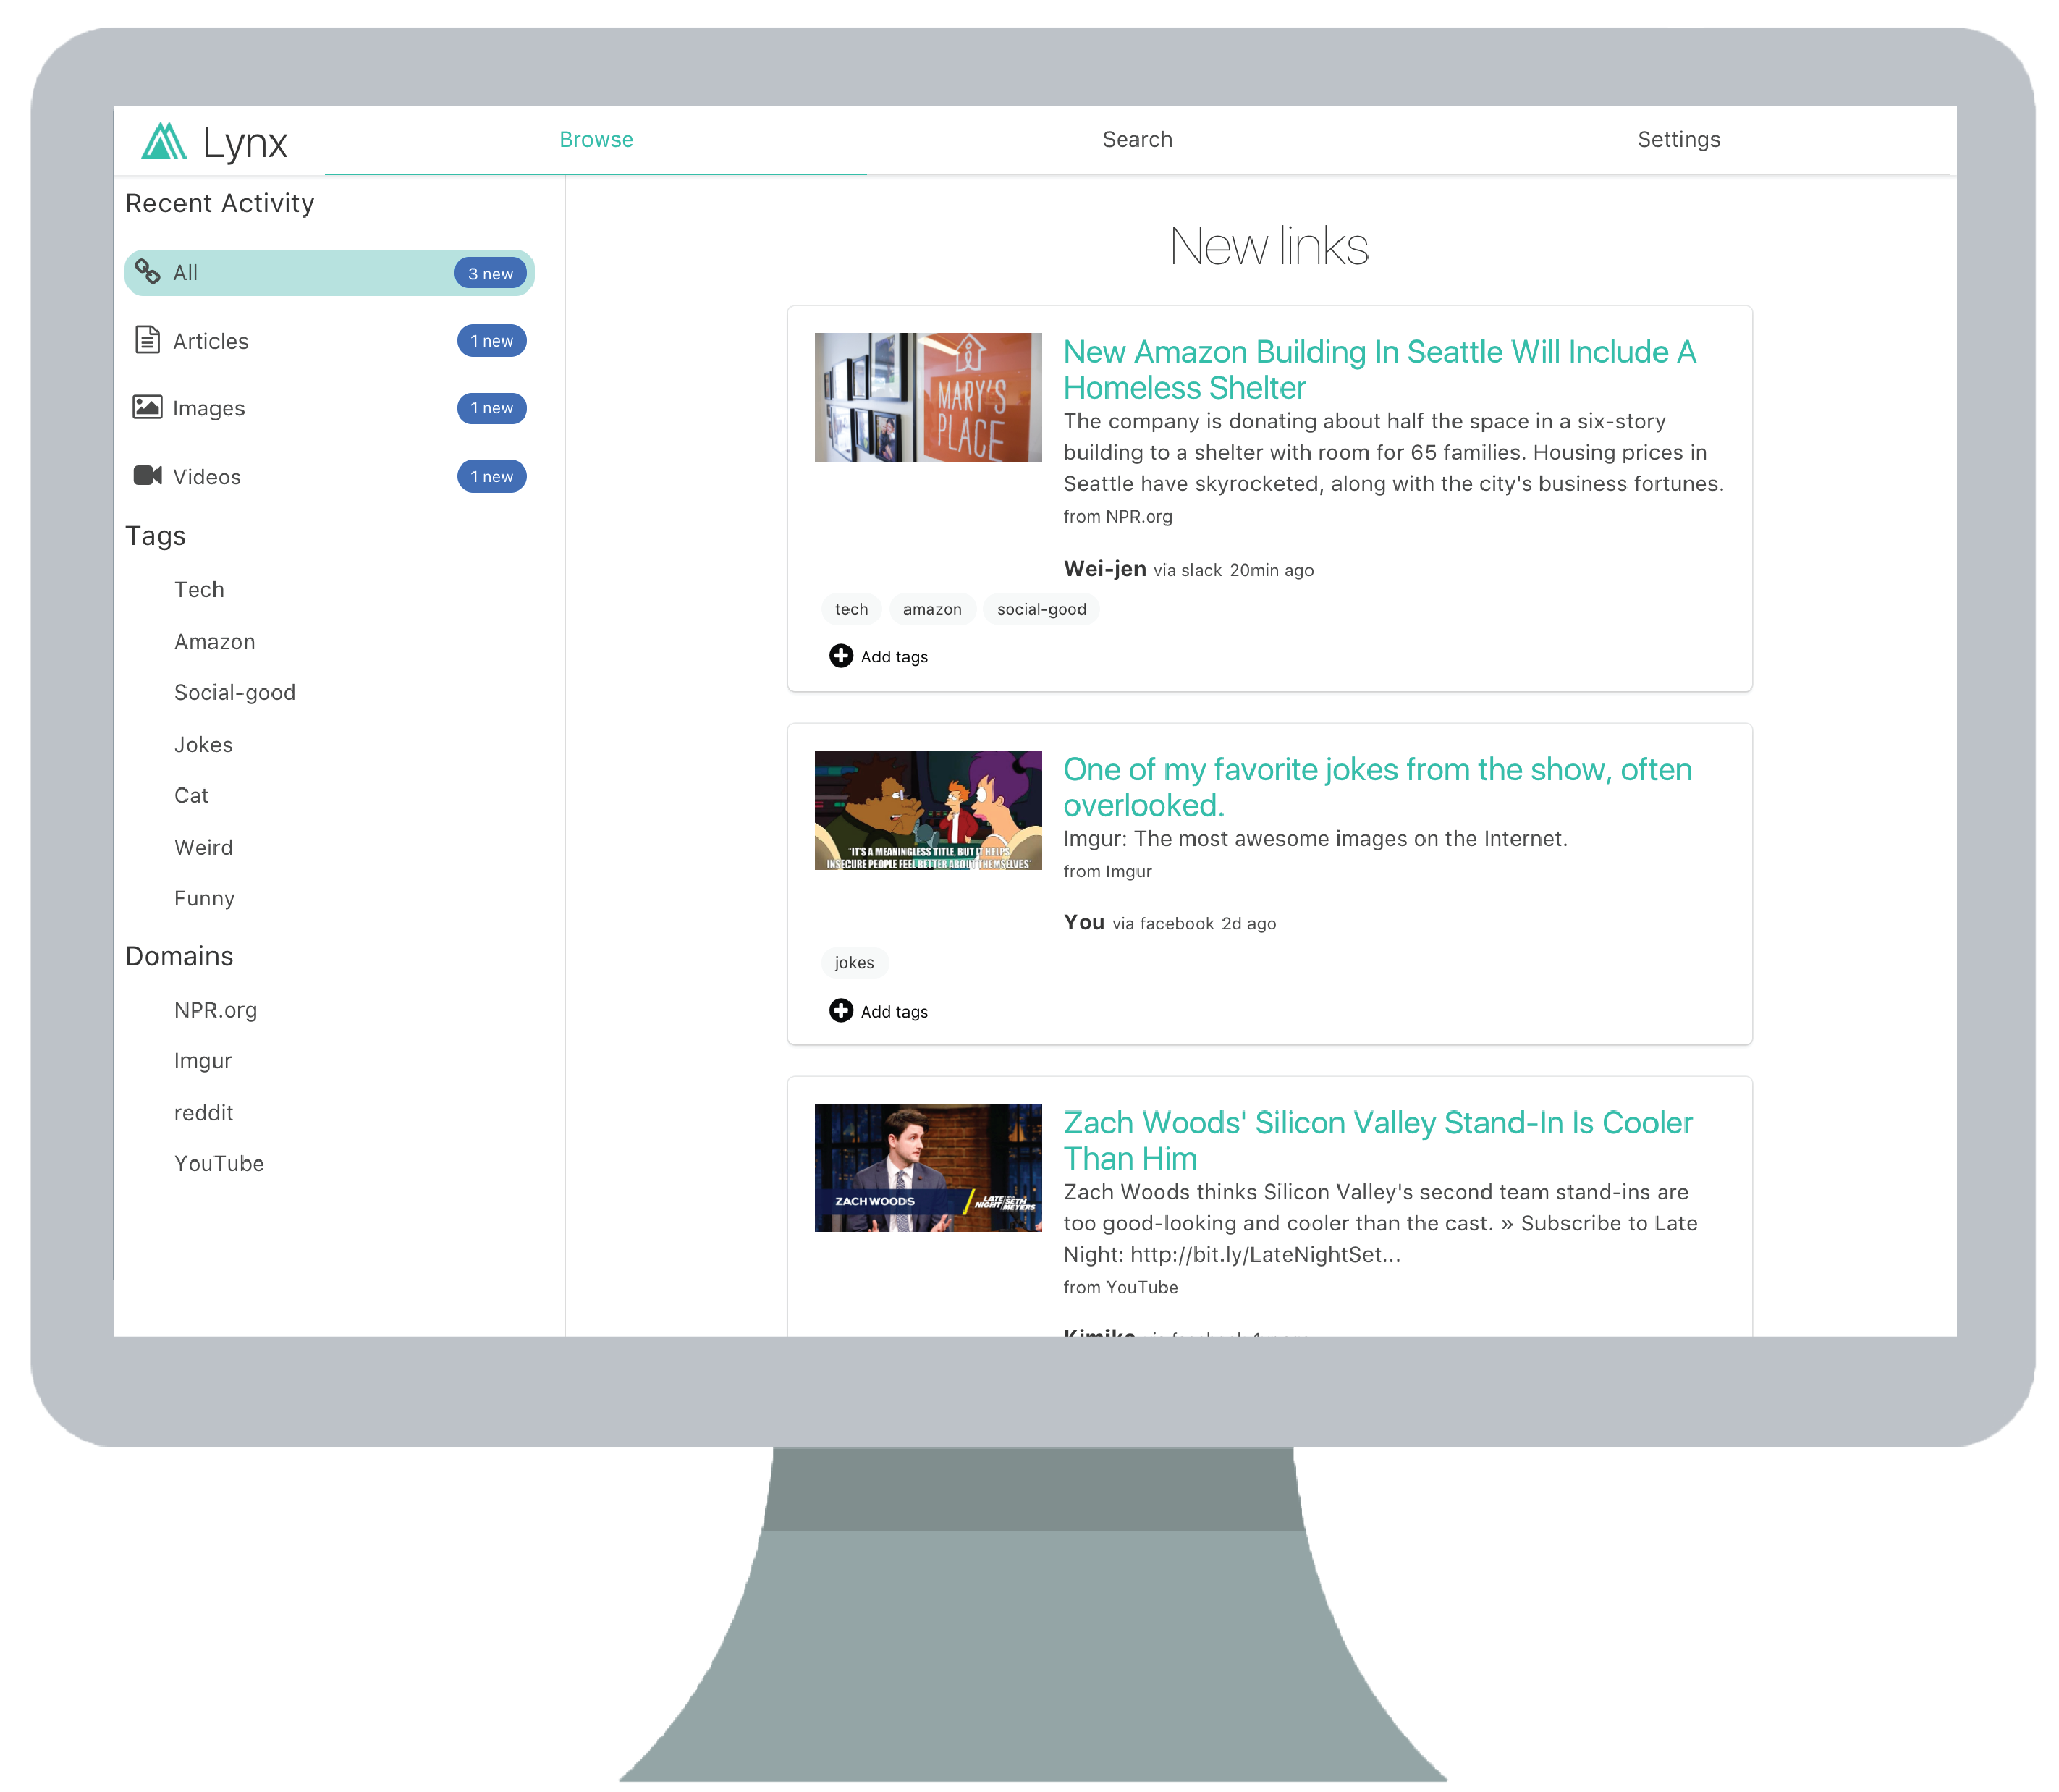 Lynx
Browse
Search
Settings
Recent Activity
All
3 new
Articles
1 new
Images
1 new
Videos
1 new
Tags
Tech
Amazon
Social-good
Jokes
Cat
Weird
Funny
Domains
NPR.org
Imgur
reddit
YouTube
New links
MARY'S
PLACE
New Amazon Building In Seattle Will Include A
Homeless Shelter
The company is donating about half the space in a six-story
building to a shelter with room for 65 families. Housing prices in
Seattle have skyrocketed, along with the city's business fortunes.
from NPR.org
Wei-jen via slack 20min ago
tech amazon social-good
Add tags
"IT'S A MEANINGLESS TITLE, BUT IT HELPS
INSECURE PEOPLE FEEL BETTER ABOUT THEMSELVES"
One of my favorite jokes from the show, often
overlooked.
Imgur: The most awesome images on the Internet.
from Imgur
You via facebook 2d ago
jokes
Add tags
ZACH WOODS
LATE NIGHT SETH MEYERS
Zach Woods' Silicon Valley Stand-In Is Cooler
Than Him
Zach Woods thinks Silicon Valley's second team stand-ins are
too good-looking and cooler than the cast. » Subscribe to Late
Night: http://bit.ly/LateNightSet...
from YouTube